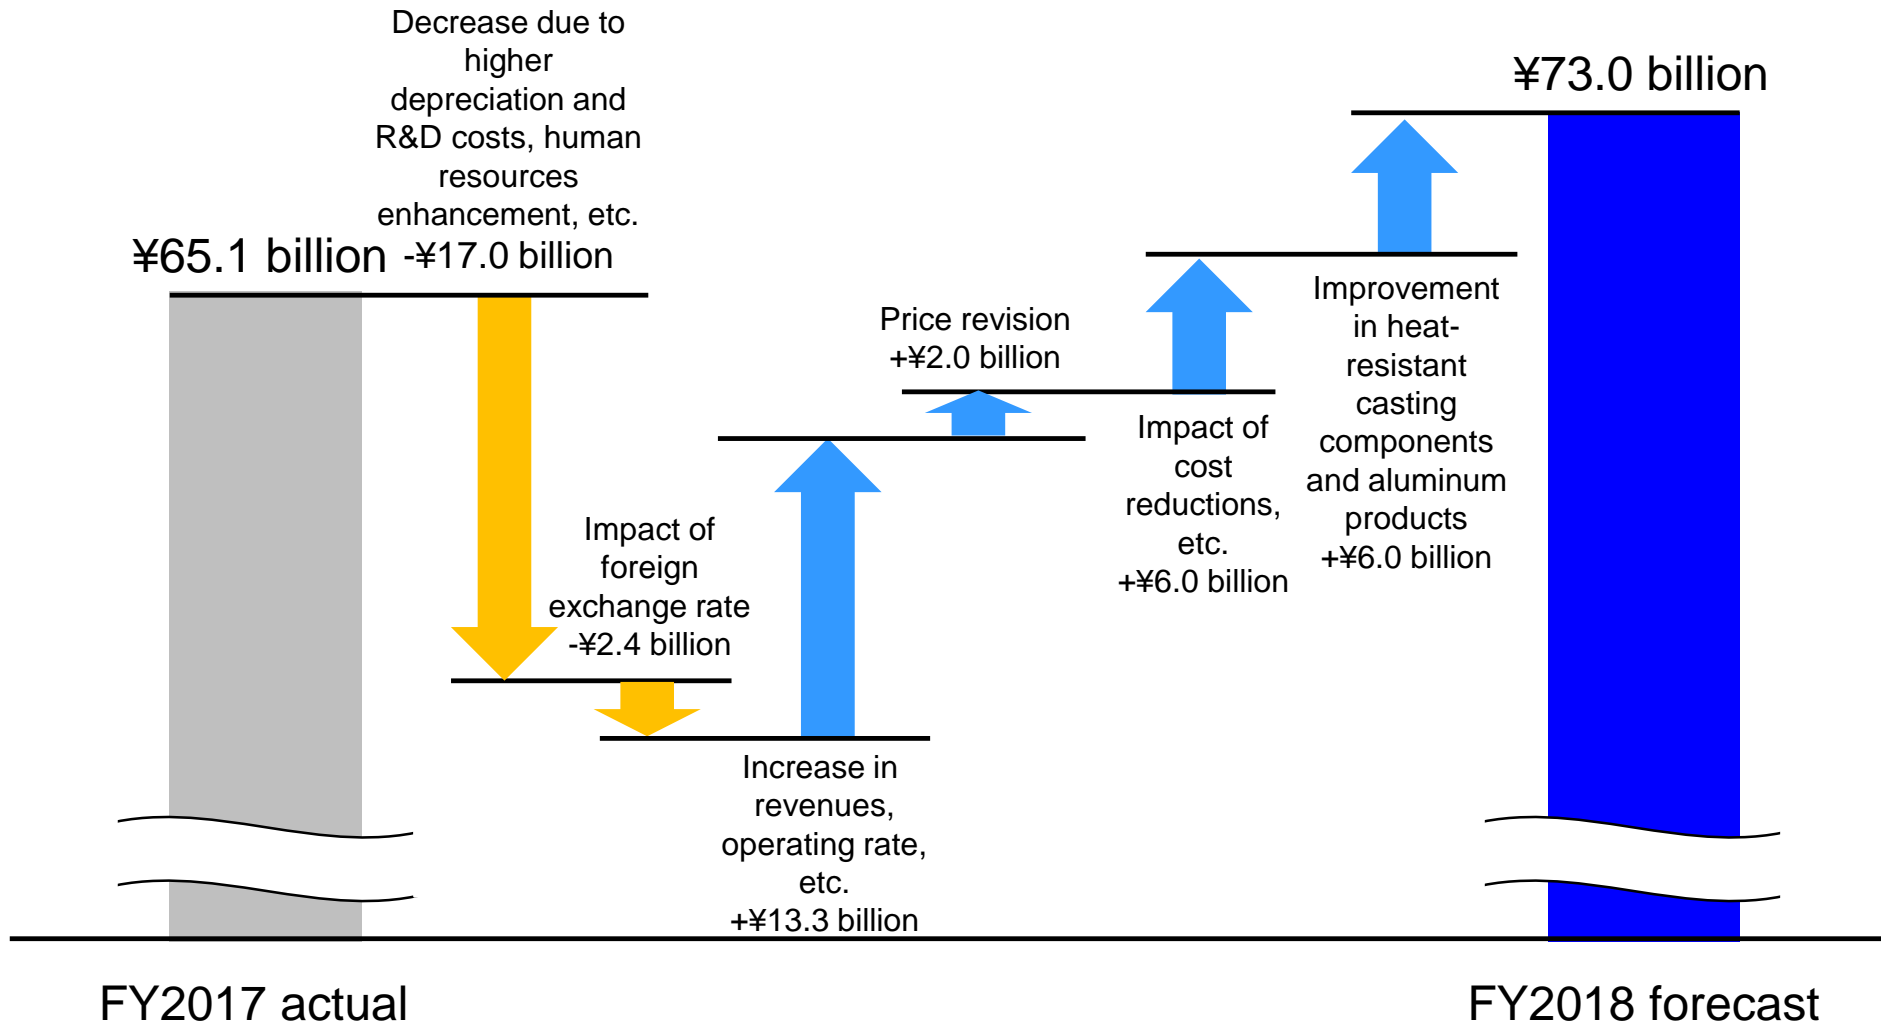 Decrease due to
higher
depreciation and
R&D costs, human
resources
enhancement, etc.
-¥17.0 billion
¥65.1 billion
Impact of
foreign
exchange rate
-¥2.4 billion
Increase in
revenues,
operating rate,
etc.
+¥13.3 billion
Price revision
+¥2.0 billion
Impact of
cost
reductions,
etc.
+¥6.0 billion
Improvement
in heat-
resistant
casting
components
and aluminum
products
+¥6.0 billion
¥73.0 billion
FY2017 actual
FY2018 forecast